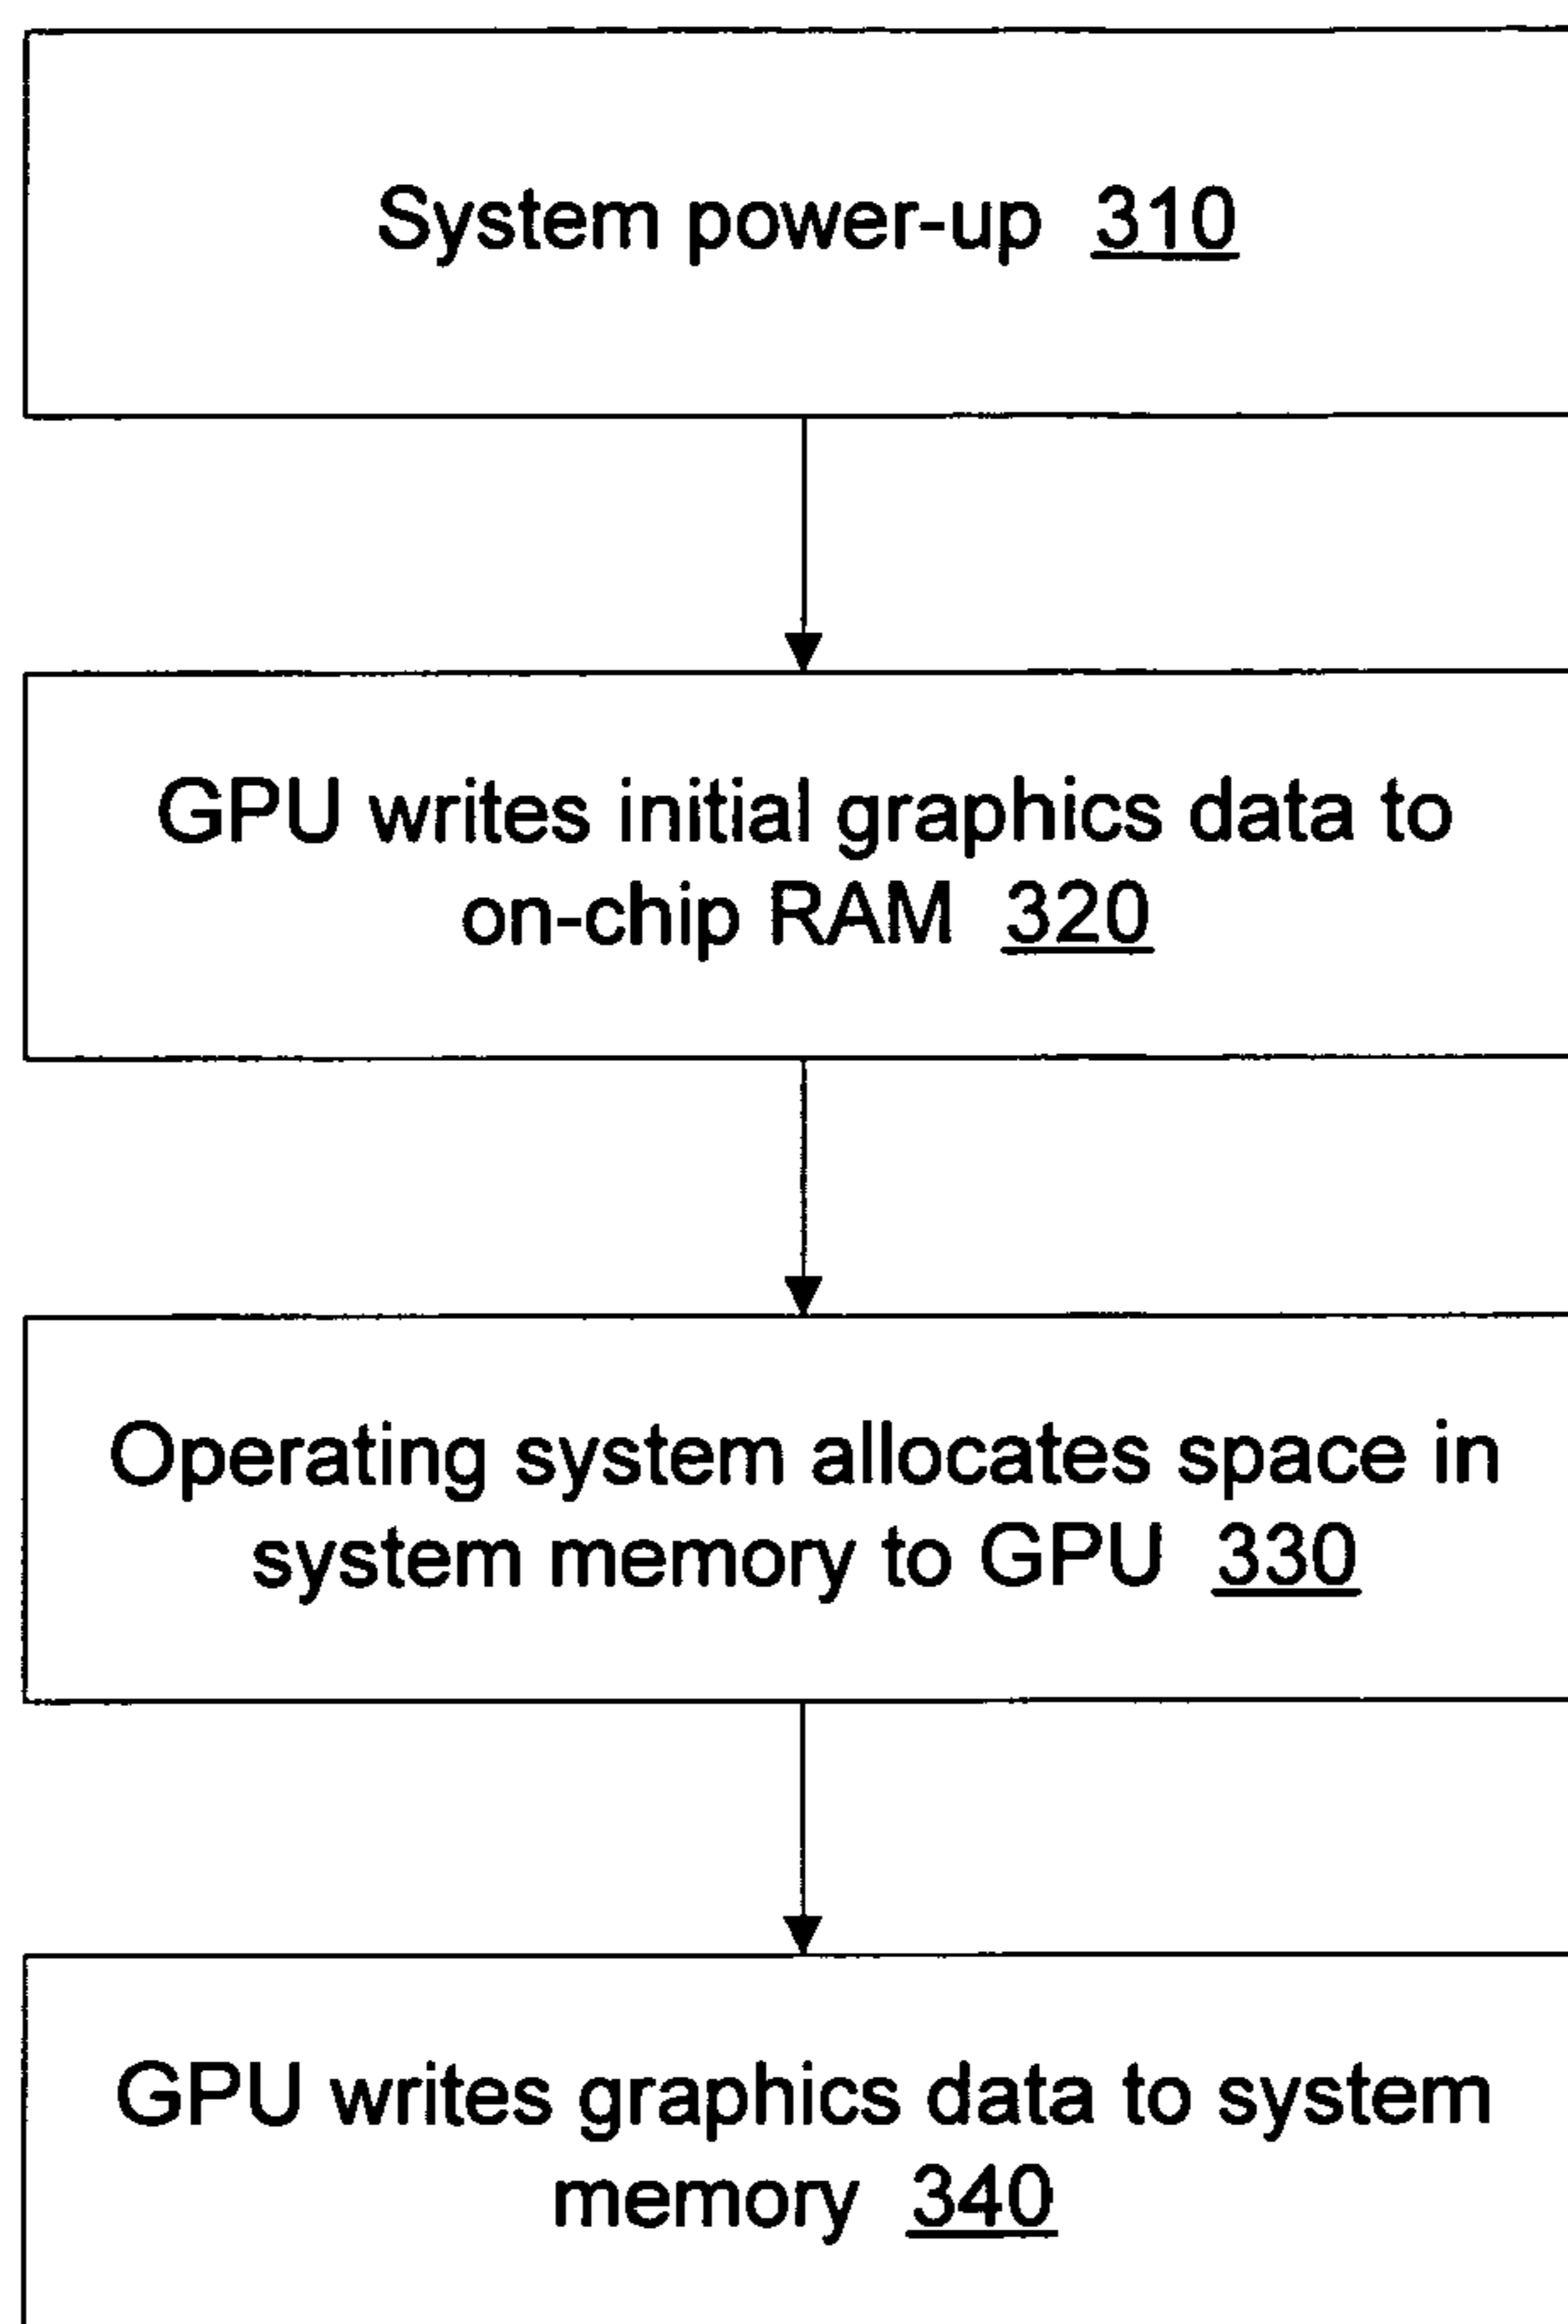 System power-up 310
GPU writes initial graphics data to
on-chip RAM 320
Operating system allocates space in
system memory to GPU 330
GPU writes graphics data to system
memory 340